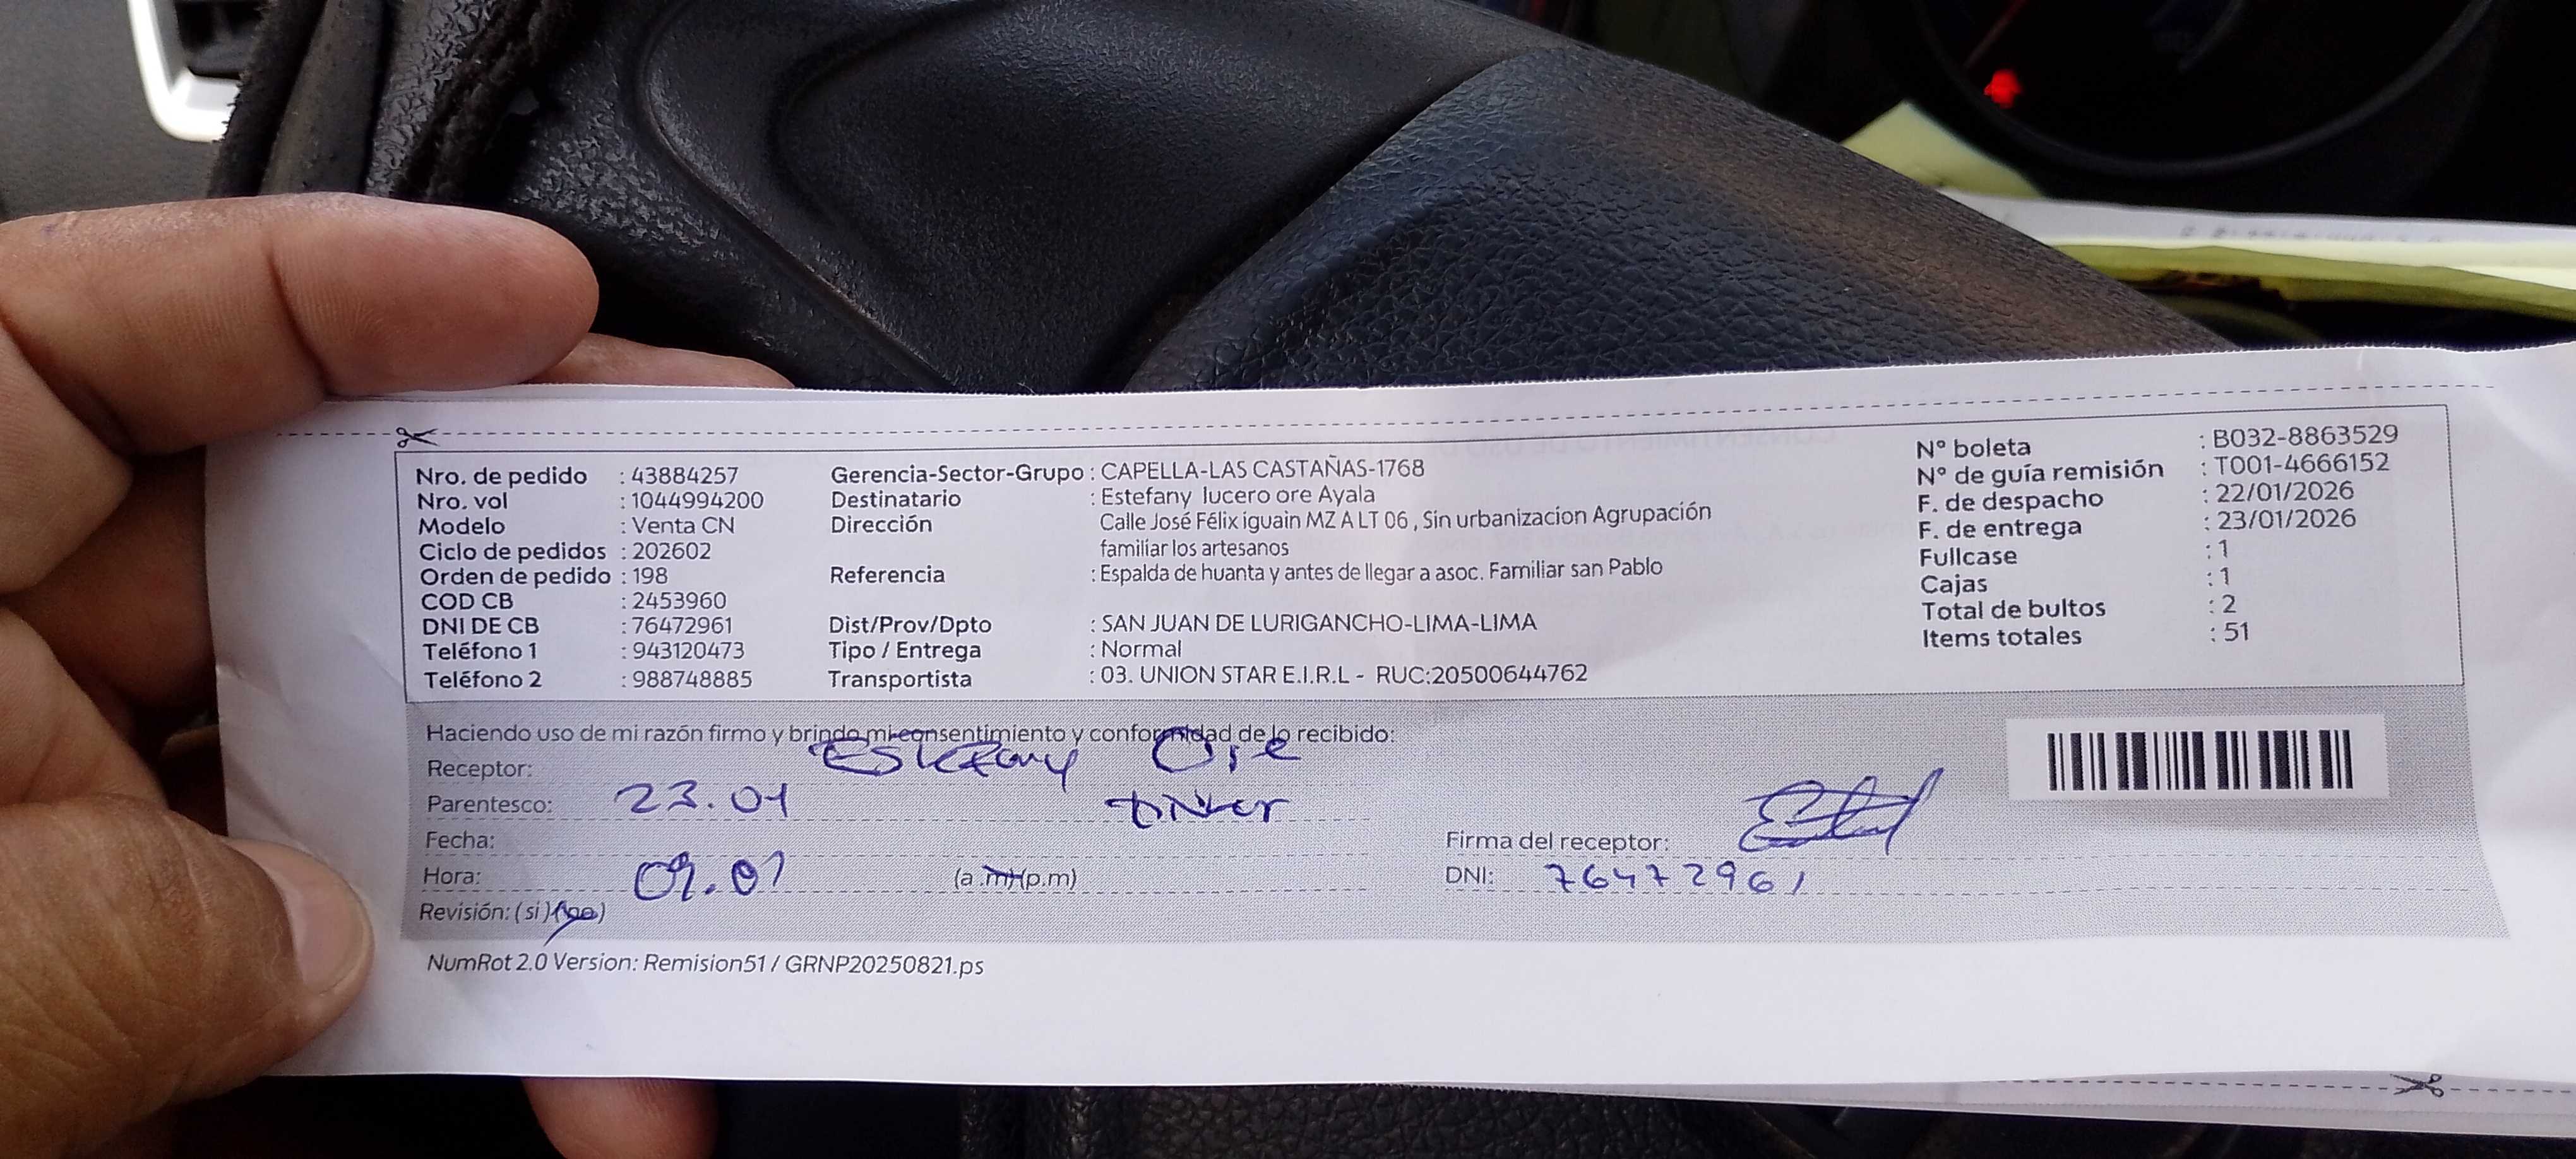 Nro. de pedido : 43884257
Nro. vol : 1044994200
Modelo : Venta CN
Ciclo de pedidos : 202602
Orden de pedido : 198
COD CB : 2453960
DNI DE CB : 76472961
Teléfono 1 : 943120473
Teléfono 2 : 988748885
Gerencia-Sector-Grupo : CAPELLA-LAS CASTAÑAS-1768
Destinatario : Estefany lucero ore Ayala
Dirección Calle José Félix iguain MZ A LT 06 , Sin urbanizacion Agrupación
familiar los artesanos
Referencia : Espalda de huanta y antes de llegar a asoc. Familiar san Pablo
Dist/Prov/Dpto : SAN JUAN DE LURIGANCHO-LIMA-LIMA
Tipo / Entrega : Normal
Transportista : 03. UNION STAR E.I.R.L - RUC:20500644762
Nº boleta : B032-8863529
Nº de guía remisión : T001-4666152
F. de despacho : 22/01/2026
F. de entrega : 23/01/2026
Fullcase : 1
Cajas : 1
Total de bultos : 2
Items totales : 51
Haciendo uso de mi razón firmo y brindo mi consentimiento y conformidad de lo recibido:
Receptor: Estefany Ore
Parentesco: 23.01
Fecha:
Hora: 09.01 (a.m)(p.m)
Revisión: (si)(no)
Firma del receptor:
DNI: 76472961
NumRot 2.0 Version: Remision51 / GRNP20250821.ps